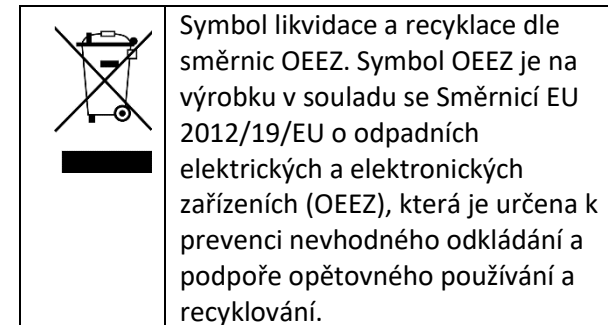 Symbol likvidace a recyklace dle
směrnic OEEZ. Symbol OEEZ je na
výrobku v souladu se Směrnicí EU
2012/19/EU o odpadních
elektrických a elektronických
zařízeních (OEEZ), která je určena k
prevenci nevhodného odkládání a
podpoře opětovného používání a
recyklování.